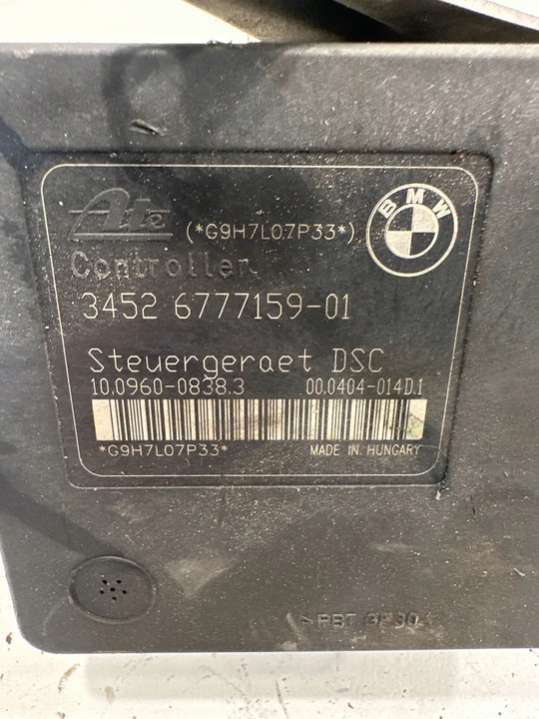 Ate (*G9H7L07P33*) BMW
Controller
3452 6777159-01
Steuergeraet DSC
10.0960-0838.3 00.0404-014D.1
*G9H7L07P33* MADE IN HUNGARY